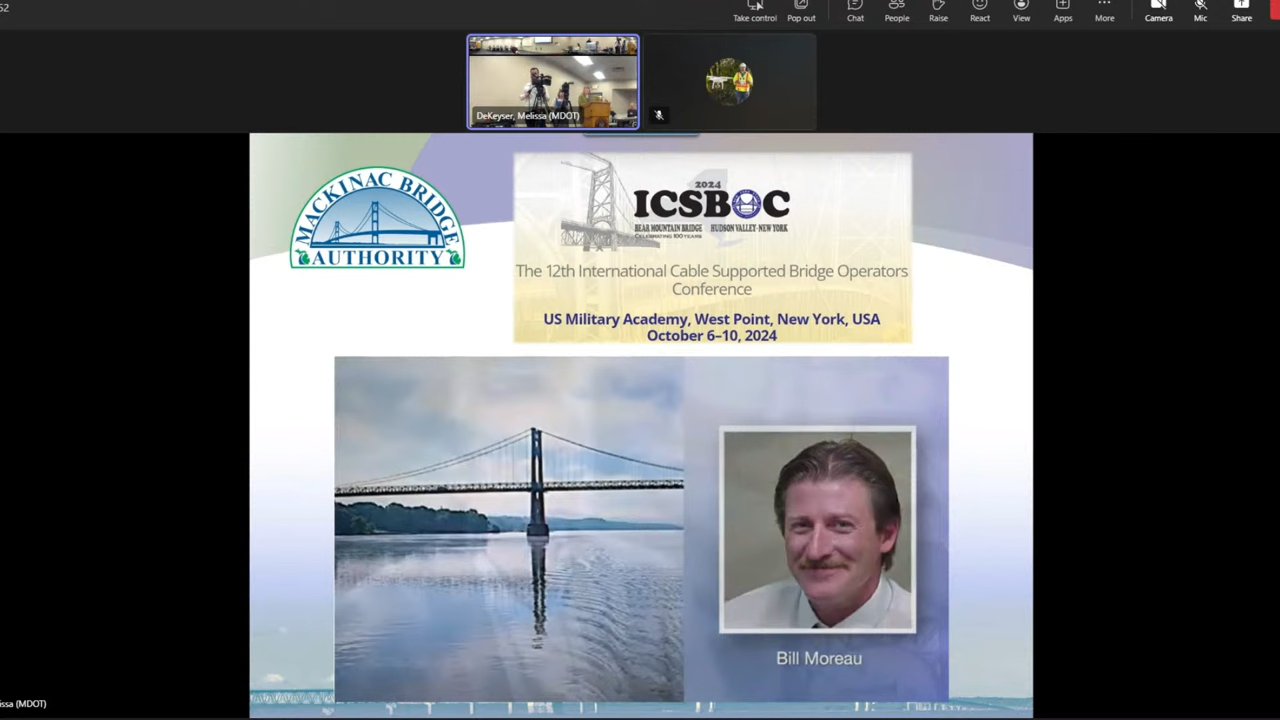 52
Take control
Pop out
Chat
People
Raise
React
View
Apps
More
Camera
Mic
Share
DeKeyser, Melissa (MDOT)
MACKINAC BRIDGE
AUTHORITY
2024
ICSBOC
BEAR MOUNTAIN BRIDGE HUDSON VALLEY-NEW YORK
CELEBRATING 100 YEARS
The 12th International Cable Supported Bridge Operators
Conference
US Military Academy, West Point, New York, USA
October 6–10, 2024
Bill Moreau
issa (MDOT)